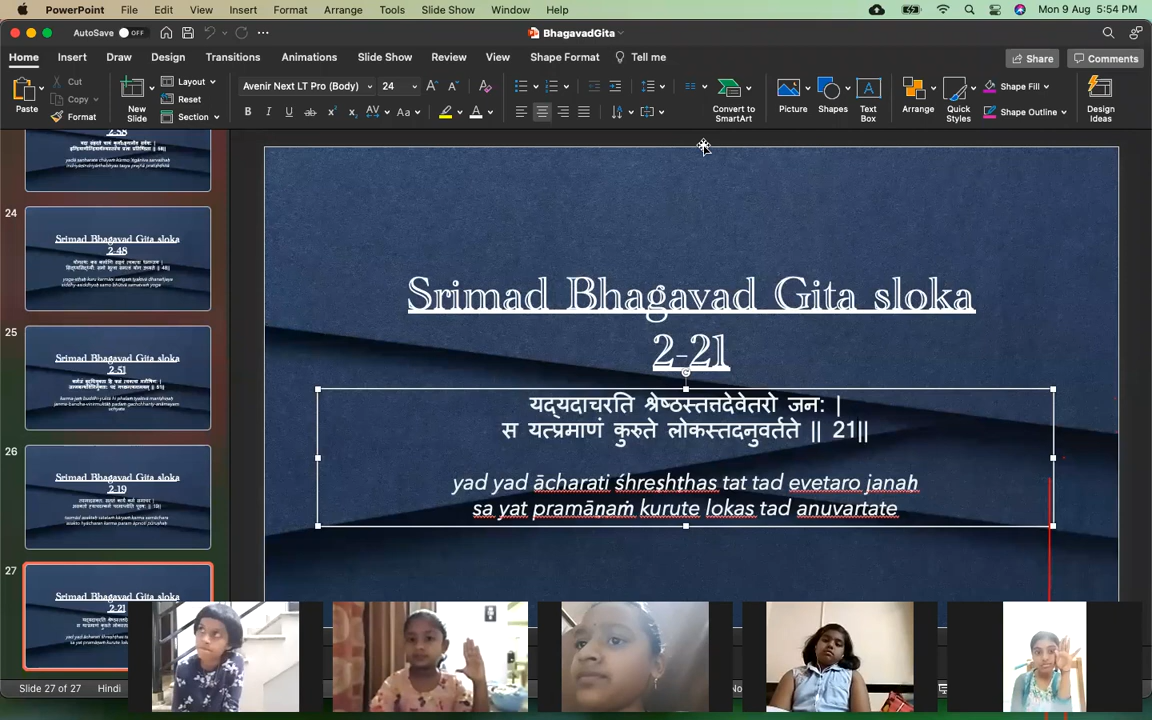 PowerPoint File Edit View Insert Format Arrange Tools Slide Show Window Help Mon 9 Aug 5:54 PM
AutoSave OFF BhagavadGita
Home Insert Draw Design Transitions Animations Slide Show Review View Shape Format Tell me Share Comments
Paste Cut Copy Format New Slide Layout Reset Section Avenir Next LT Pro (Body) 24 Convert to SmartArt Picture Shapes Text Box Arrange Quick Styles Shape Fill Shape Outline Design Ideas
24
Srimad Bhagavad Gita sloka
2-48
25
Srimad Bhagavad Gita sloka
2-51
26
Srimad Bhagavad Gita sloka
2-19
27
Srimad Bhagavad Gita sloka
2-21
Srimad Bhagavad Gita sloka
2-21
यद्यदाचरति श्रेष्ठस्तत्तदेवेतरो जन: |
स यत्प्रमाणं कुरुते लोकस्तदनुवर्तते || 21||
yad yad ācharati śhreṣhṭhas tat tad evetaro janaḥ
sa yat pramāṇaṁ kurute lokas tad anuvartate
Slide 27 of 27 Hindi